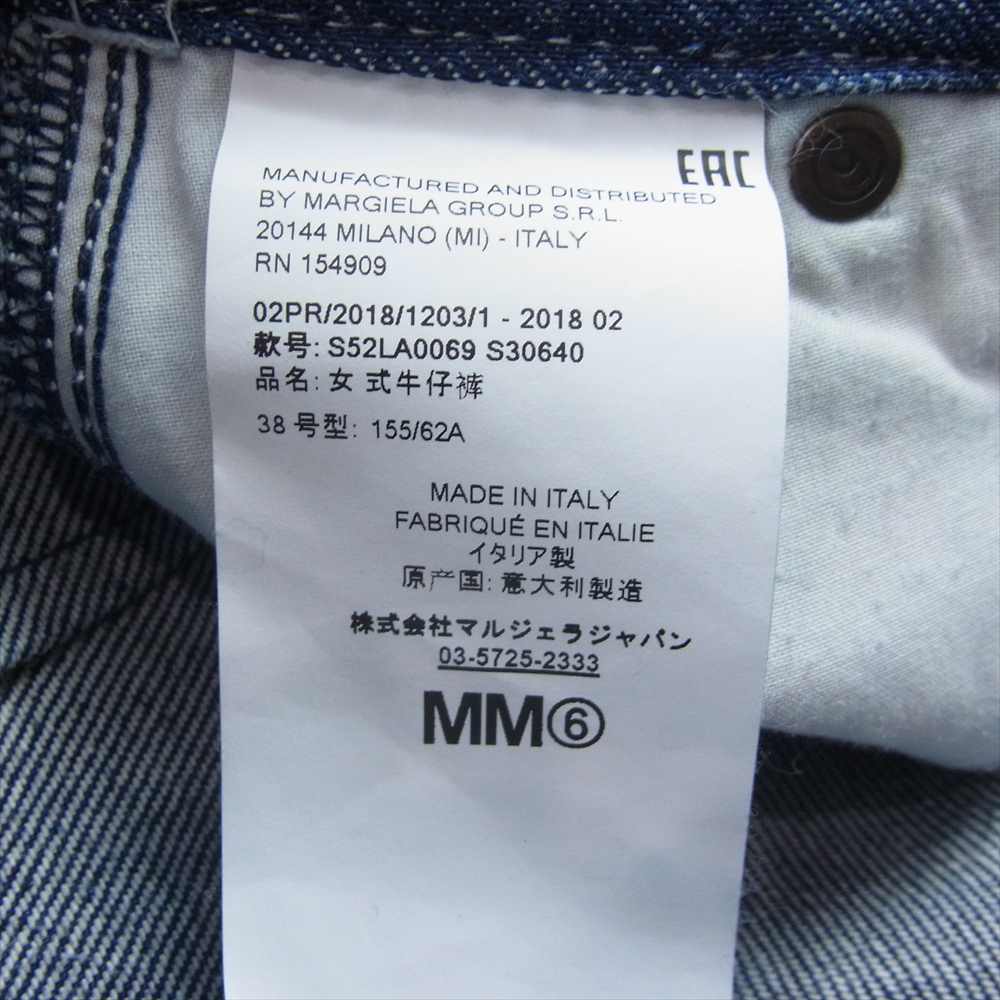 EAC
MANUFACTURED AND DISTRIBUTED
BY MARGIELA GROUP S.R.L.
20144 MILANO (MI) - ITALY
RN 154909
02PR/2018/1203/1 - 2018 02
款号: S52LA0069 S30640
品名: 女 式牛仔裤
38 号型: 155/62A
MADE IN ITALY
FABRIQUÉ EN ITALIE
イタリア製
原产国: 意大利製造
株式会社マルジェラジャパン
03-5725-2333
MM⑥